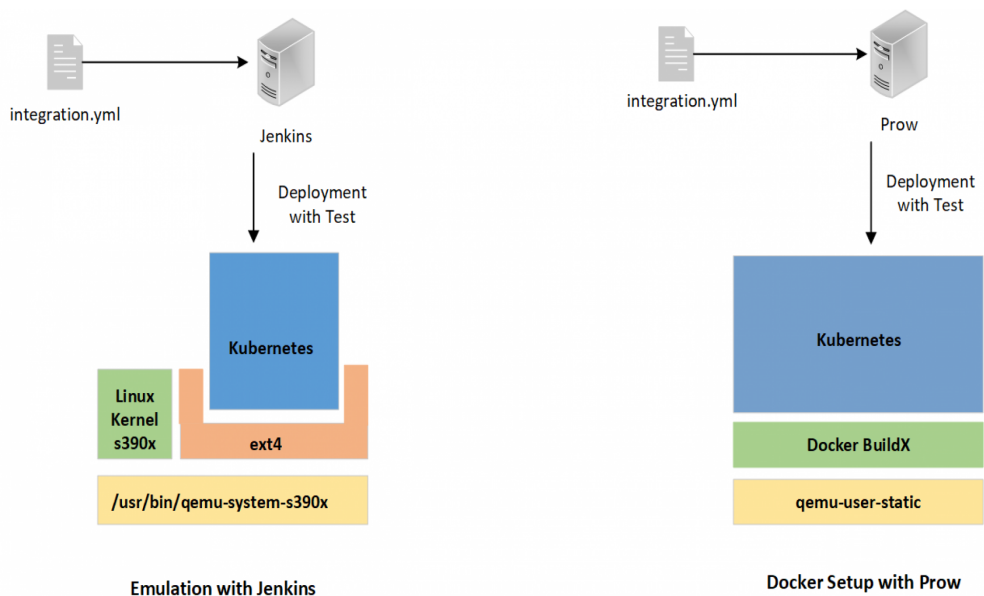 integration.yml
Jenkins
Deployment
with Test
Kubernetes
Linux
Kernel
s390x
ext4
/usr/bin/qemu-system-s390x
Emulation with Jenkins
integration.yml
Prow
Deployment
with Test
Kubernetes
Docker BuildX
qemu-user-static
Docker Setup with Prow